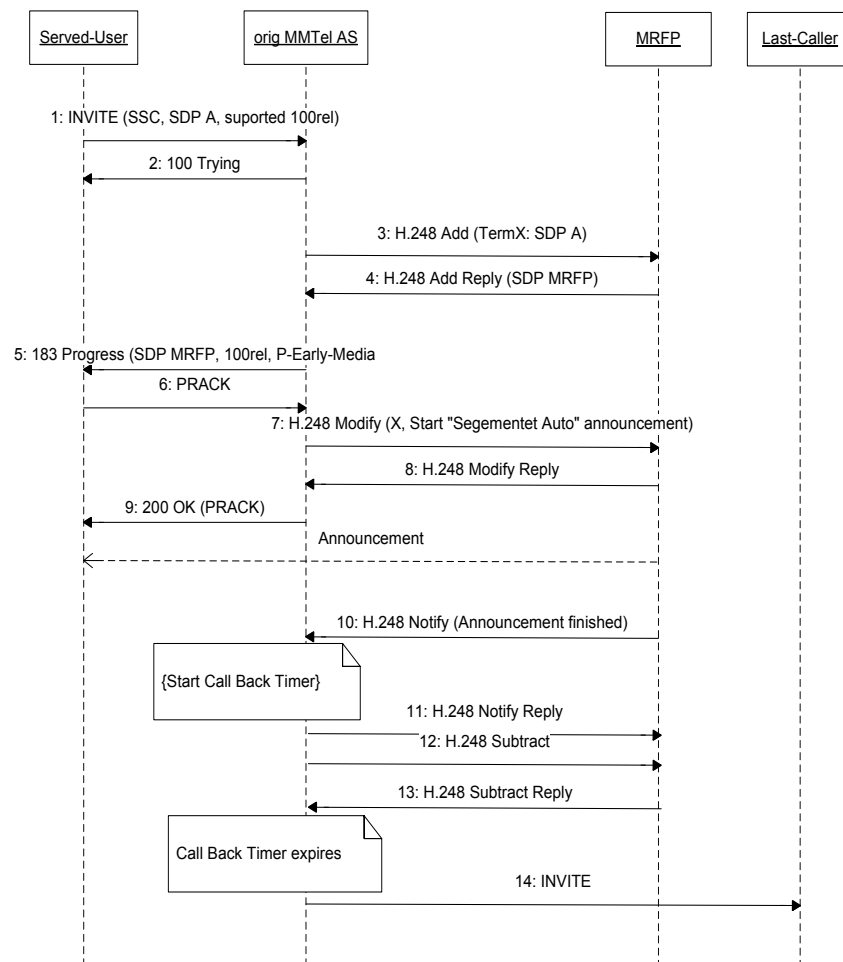 Served-User
orig MMTel AS
MRFP
Last-Caller
1: INVITE (SSC, SDP A, suported 100rel)
2: 100 Trying
3: H.248 Add (TermX: SDP A)
4: H.248 Add Reply (SDP MRFP)
5: 183 Progress (SDP MRFP, 100rel, P-Early-Media
6: PRACK
7: H.248 Modify (X, Start "Segementet Auto" announcement)
8: H.248 Modify Reply
9: 200 OK (PRACK)
Announcement
10: H.248 Notify (Announcement finished)
{Start Call Back Timer}
11: H.248 Notify Reply
12: H.248 Subtract
13: H.248 Subtract Reply
Call Back Timer expires
14: INVITE